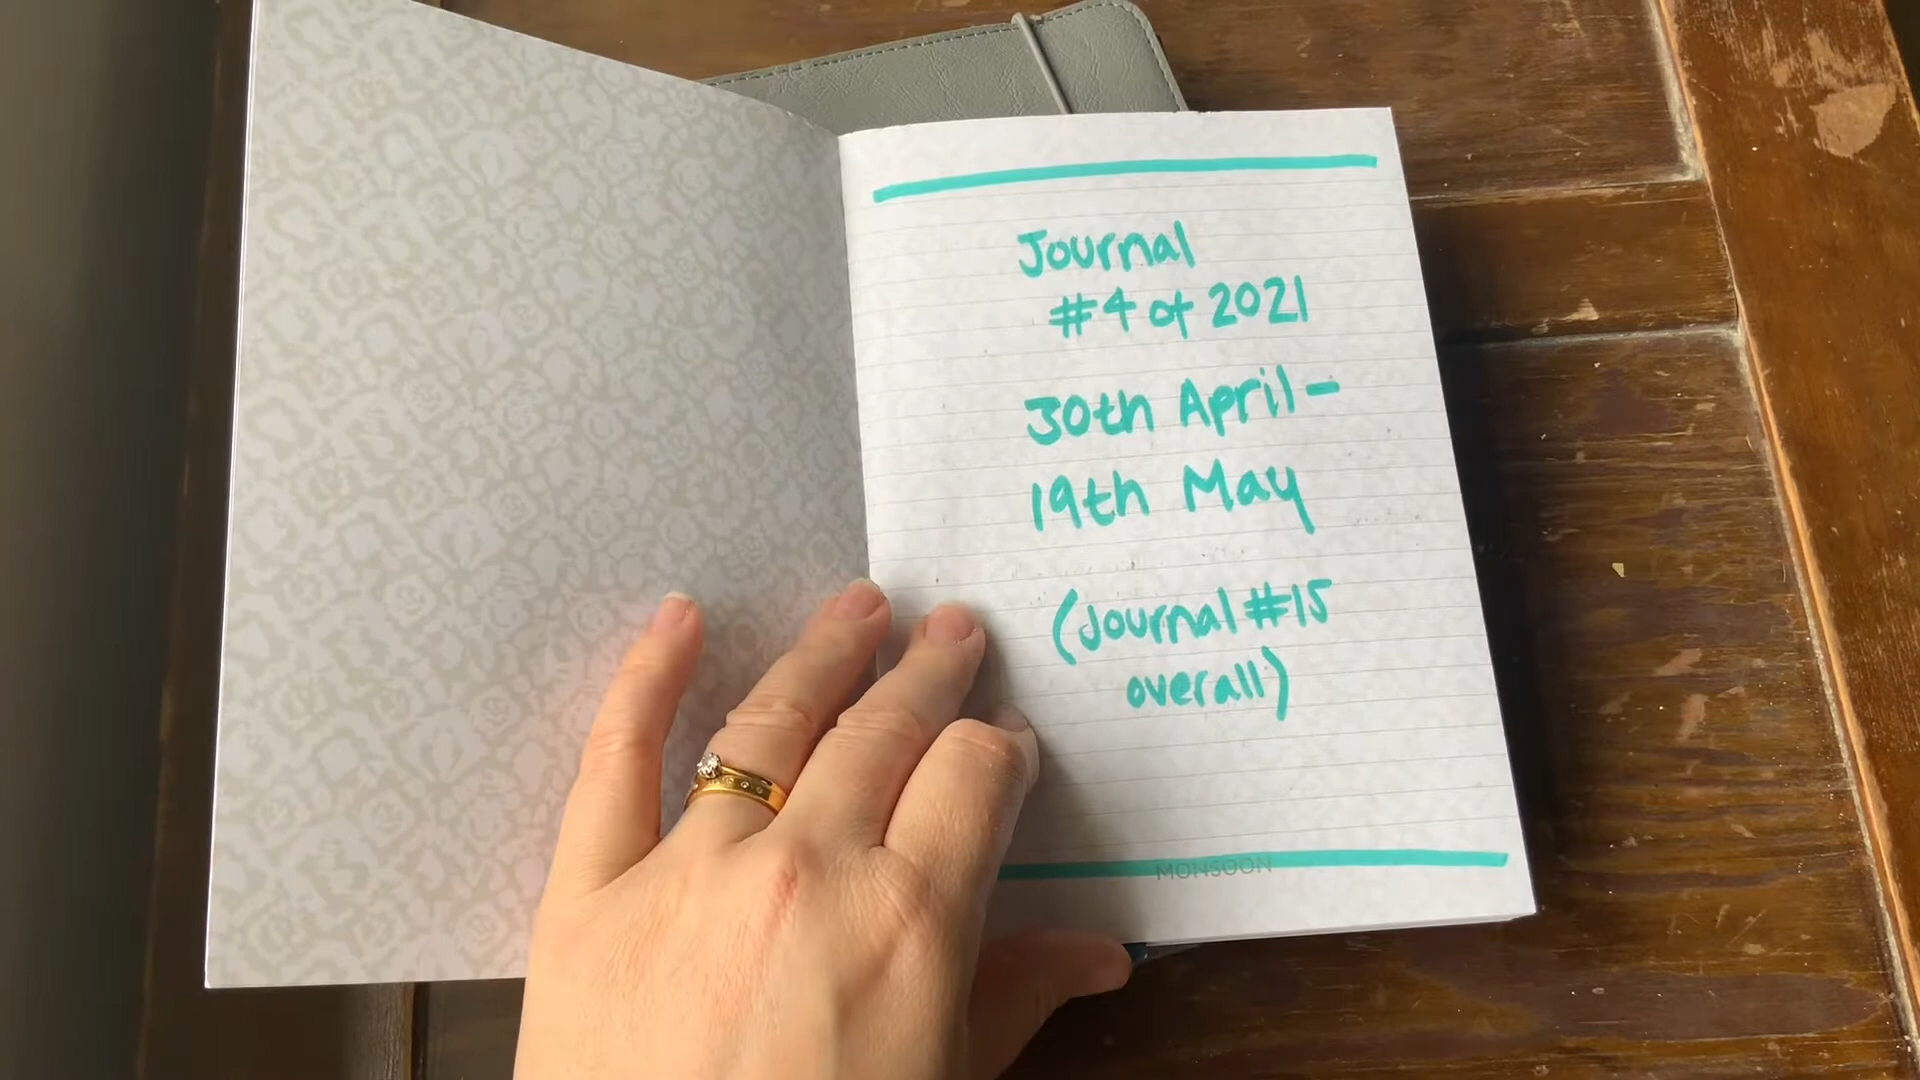 Journal
#4 of 2021
30th April -
19th May
(Journal #15
overall)
MONSOON